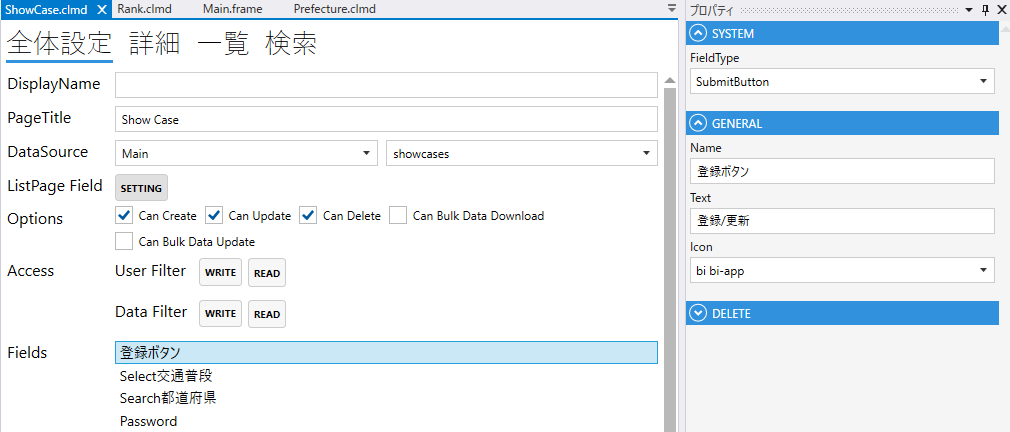 ShowCase.clmd
Rank.clmd
Main.frame
Prefecture.clmd
全体設定 詳細 一覧 検索
DisplayName
PageTitle Show Case
DataSource Main showcases
ListPage Field SETTING
Options Can Create Can Update Can Delete Can Bulk Data Download
Can Bulk Data Update
Access User Filter WRITE READ
Data Filter WRITE READ
Fields 登録ボタン
Select交通普段
Search都道府県
Password
プロパティ
SYSTEM
FieldType
SubmitButton
GENERAL
Name
登録ボタン
Text
登録/更新
Icon
bi bi-app
DELETE